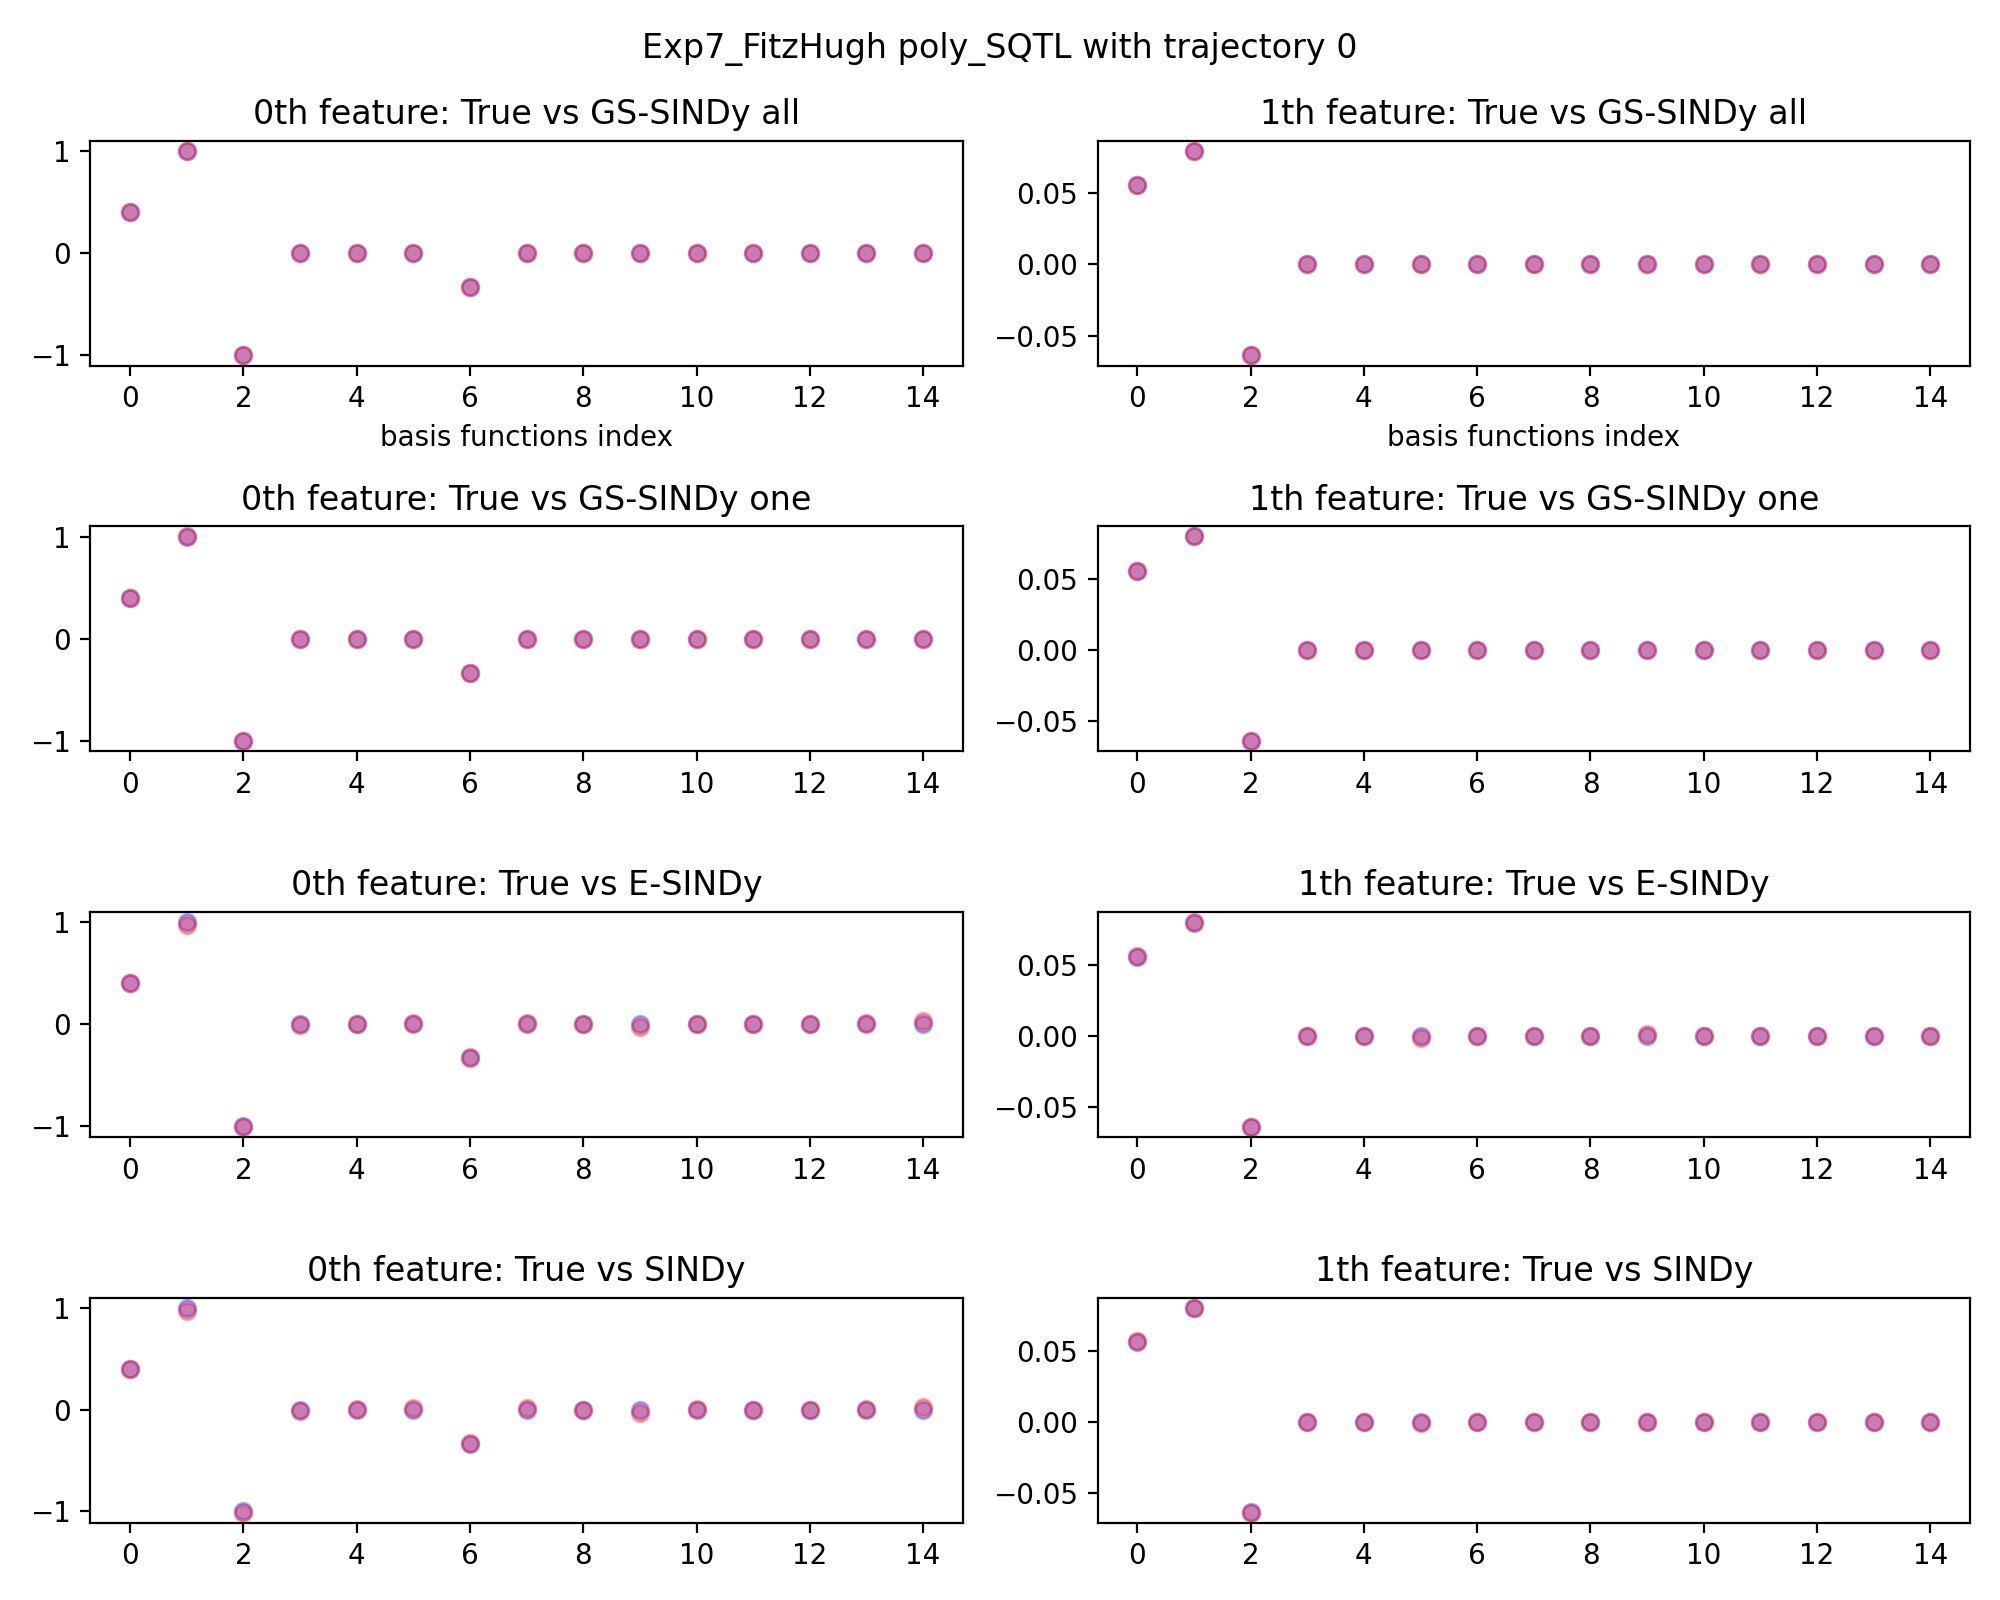 Exp7_FitzHugh poly_SQTL with trajectory 0
0th feature: True vs GS-SINDy all
1
0
−1
0 2 4 6 8 10 12 14
basis functions index
1th feature: True vs GS-SINDy all
0.05
0.00
−0.05
0 2 4 6 8 10 12 14
basis functions index
0th feature: True vs GS-SINDy one
1
0
−1
0 2 4 6 8 10 12 14
1th feature: True vs GS-SINDy one
0.05
0.00
−0.05
0 2 4 6 8 10 12 14
0th feature: True vs E-SINDy
1
0
−1
0 2 4 6 8 10 12 14
1th feature: True vs E-SINDy
0.05
0.00
−0.05
0 2 4 6 8 10 12 14
0th feature: True vs SINDy
1
0
−1
0 2 4 6 8 10 12 14
1th feature: True vs SINDy
0.05
0.00
−0.05
0 2 4 6 8 10 12 14